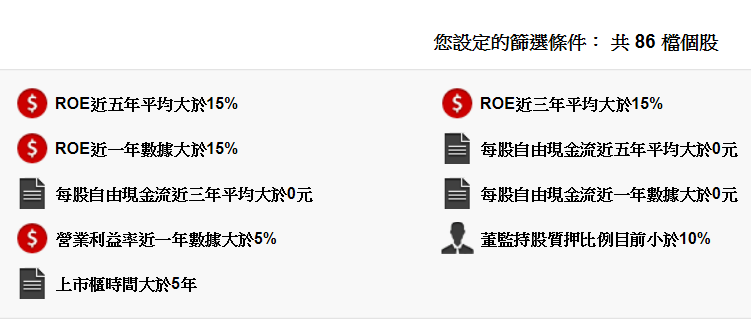 您設定的篩選條件： 共 86 檔個股
ROE近五年平均大於15%
ROE近三年平均大於15%
ROE近一年數據大於15%
每股自由現金流近五年平均大於0元
每股自由現金流近三年平均大於0元
每股自由現金流近一年數據大於0元
營業利益率近一年數據大於5%
董監持股質押比例目前小於10%
上市櫃時間大於5年